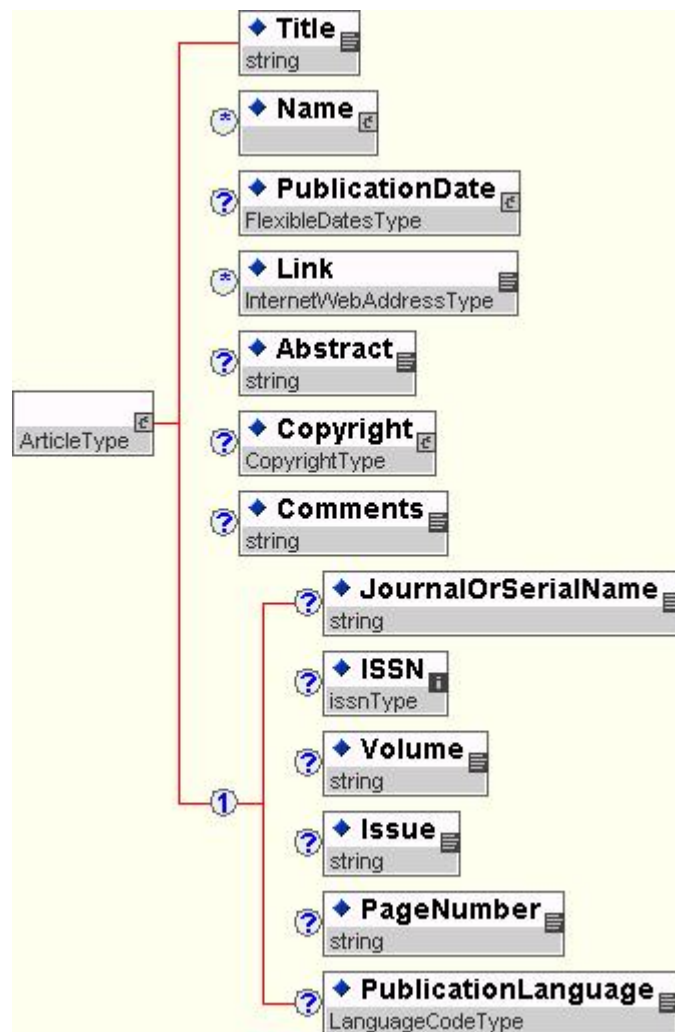 Title
string
*
Name
?
PublicationDate
FlexibleDatesType
*
Link
InternetWebAddressType
?
Abstract
string
ArticleType
?
Copyright
CopyrightType
?
Comments
string
?
JournalOrSerialName
string
?
ISSN
issnType
?
Volume
string
1
?
Issue
string
?
PageNumber
string
?
PublicationLanguage
LanguageCodeType